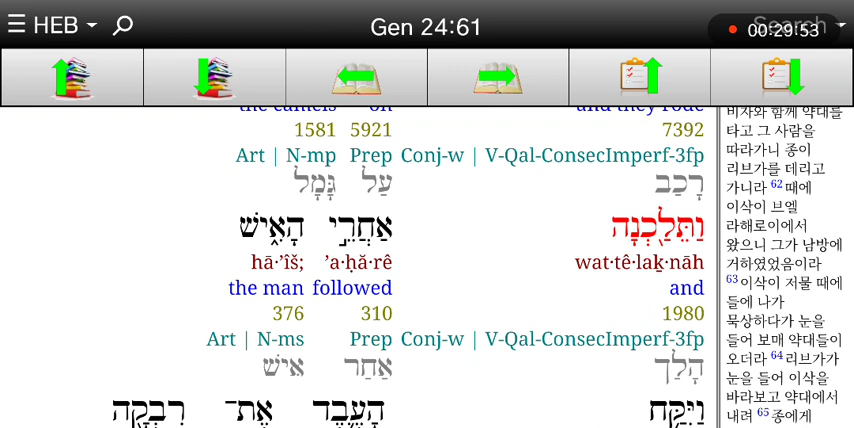 ☰ HEB
Gen 24:61
Search
00:29:53
the camels on and they rode
1581 5921 7392
Art | N-mp Prep Conj-w | V-Qal-ConsecImperf-3fp
רָכַב עַל גָּמָל
וַתֵּלַ֖כְנָה אַחֲרֵ֣י הָאִ֑ישׁ
hā·’îš; ’a·ḥă·rê wat·tê·laḵ·nāh
the man followed and
376 310 1980
Art | N-ms Prep Conj-w | V-Qal-ConsecImperf-3fp
הָלַךְ אַחַר אִישׁ
וַיִּקַּ֥ח הָעֶ֛בֶד אֶת־ רִבְקָ֖ה
비자와 함께 약대를
타고 그 사람을
따라가니 종이
리브가를 데리고
가니라 62 때에
이삭이 브엘
라해로이에서
왔으니 그가 남방에
거하였었음이라
63 이삭이 저물 때에
들에 나가
묵상하다가 눈을
들어 보매 약대들이
오더라 64 리브가가
눈을 들어 이삭을
바라보고 약대에서
내려 65 종에게